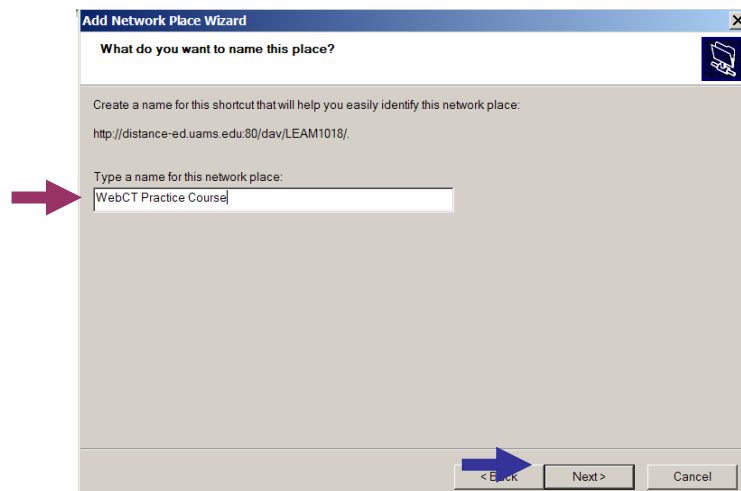 Add Network Place Wizard
What do you want to name this place?
Create a name for this shortcut that will help you easily identify this network place:
http://distance-ed.uams.edu:80/dav/LEAM1018/.
Type a name for this network place:
WebCT Practice Course
Next >
Cancel